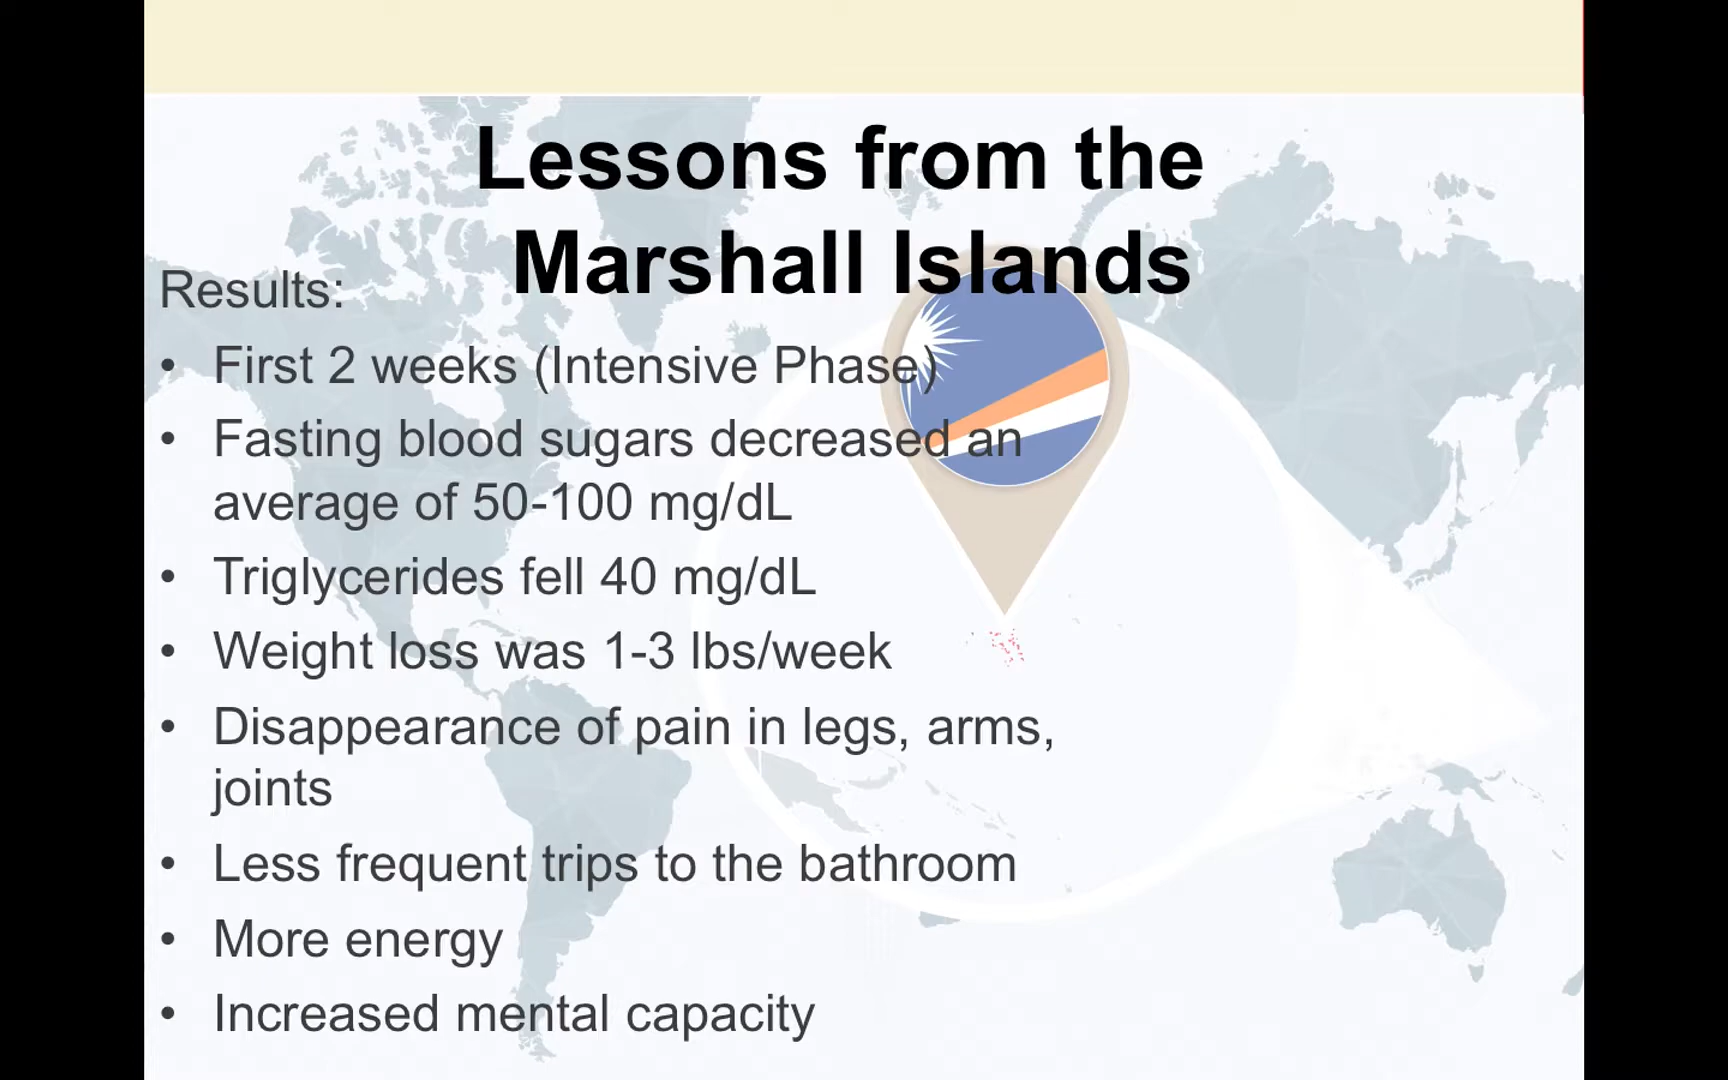 Lessons from the
Marshall Islands
Results:
• First 2 weeks (Intensive Phase)
• Fasting blood sugars decreased an
average of 50-100 mg/dL
• Triglycerides fell 40 mg/dL
• Weight loss was 1-3 lbs/week
• Disappearance of pain in legs, arms,
joints
• Less frequent trips to the bathroom
• More energy
• Increased mental capacity